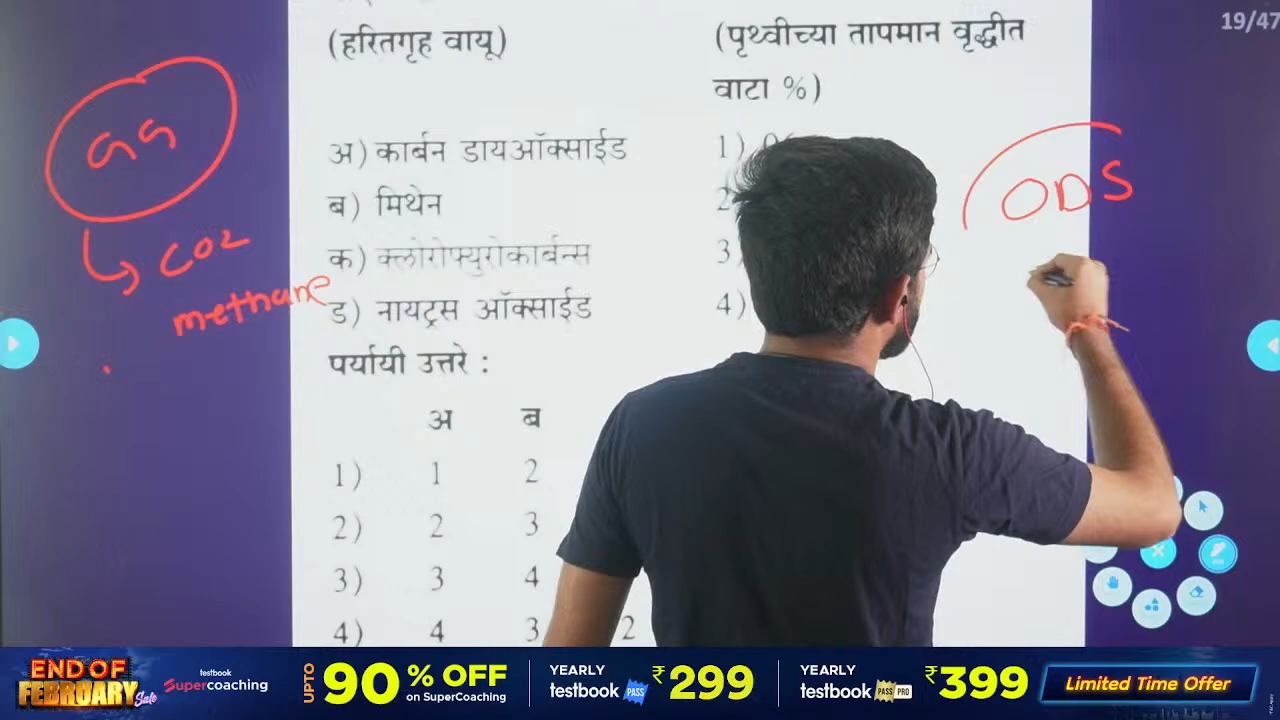 19/47
(हरितगृह वायू) (पृथ्वीच्या तापमान वृद्धीत
वाटा %)
GG
ODS
अ) कार्बन डायऑक्साईड 1)
ब) मिथेन 2
CO2
क) क्लोरोफ्युरोकार्बन्स 3
methane
ड) नायट्रस ऑक्साईड 4)
पर्यायी उत्तरे :
अ ब
1) 1 2
2) 2 3
3) 3 4
4) 4 3 2
END OF FEBRUARY Sale
testbook Supercoaching
UPTO 90% OFF on SuperCoaching
YEARLY testbook PASS ₹299
YEARLY testbook PASS PRO ₹399
Limited Time Offer